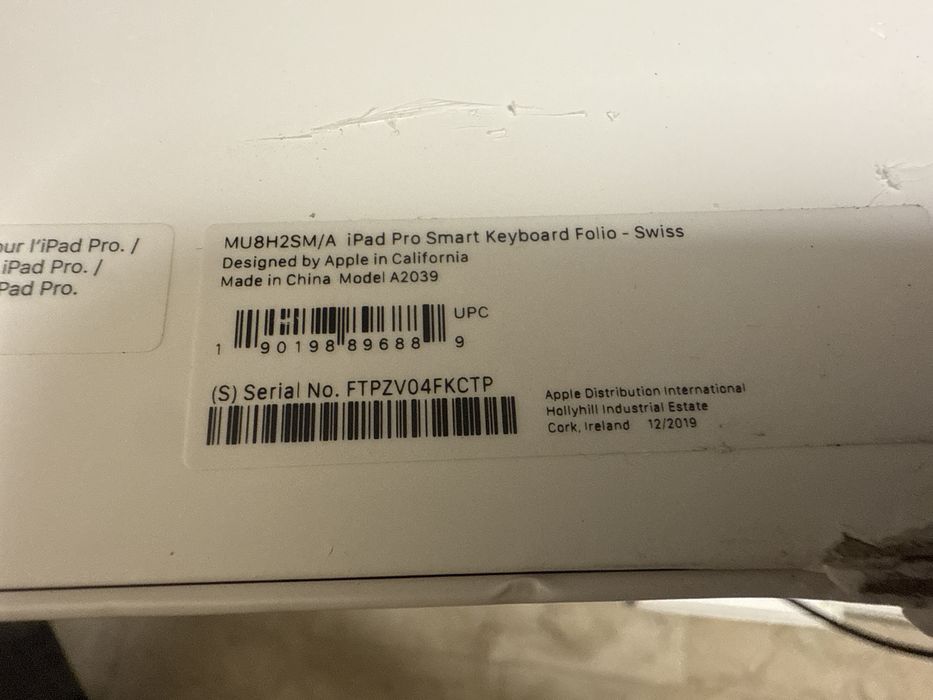 our l'iPad Pro. /
iPad Pro. /
iPad Pro.
MU8H2SM/A iPad Pro Smart Keyboard Folio - Swiss
Designed by Apple in California
Made in China Model A2039
UPC
1 90198 89688 9
(S) Serial No. FTPZV04FKCTP
Apple Distribution International
Hollyhill Industrial Estate
Cork, Ireland 12/2019